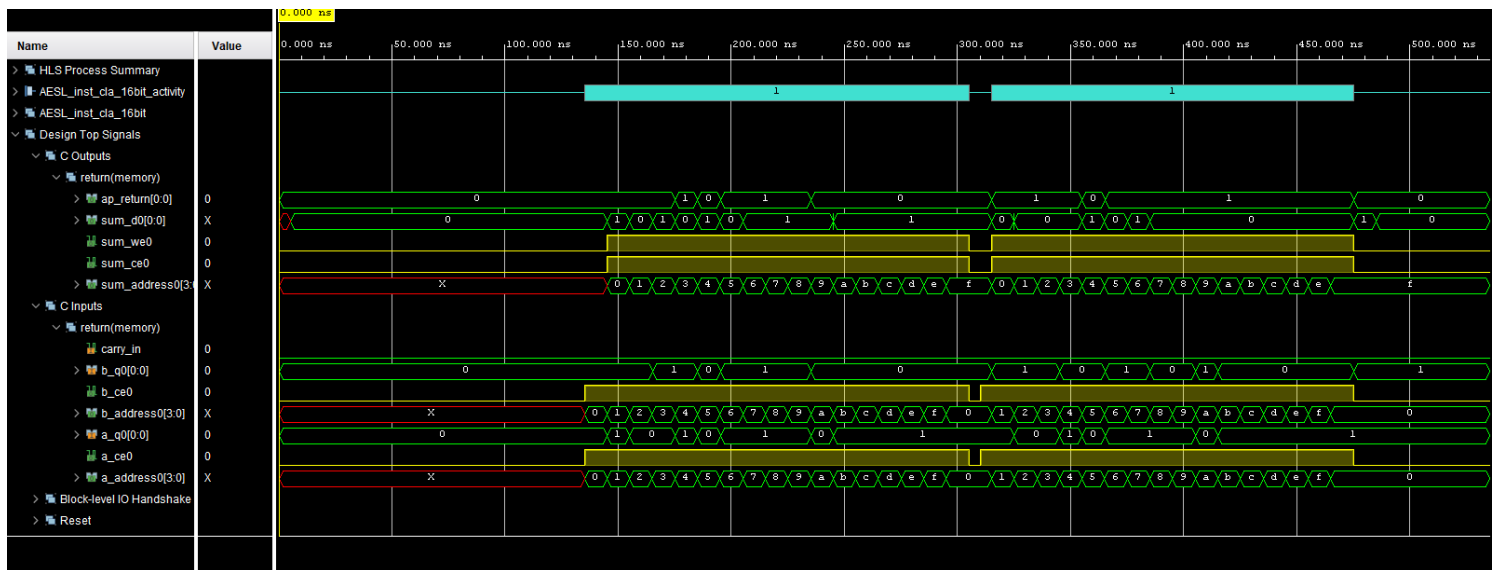 0.000 ns
Name Value 0.000 ns 50.000 ns 100.000 ns 150.000 ns 200.000 ns 250.000 ns 300.000 ns 350.000 ns 400.000 ns 450.000 ns 500.000 ns
HLS Process Summary
AESL_inst_cla_16bit_activity 1 1
AESL_inst_cla_16bit
Design Top Signals
C Outputs
return(memory)
ap_return[0:0] 0 0 1 0 1 0 1 0 1 0
sum_d0[0:0] X 0 1 0 1 0 1 0 1 1 0 0 1 0 1 0 1 0
sum_we0 0
sum_ce0 0
sum_address0[3: X X 0 1 2 3 4 5 6 7 8 9 a b c d e f 0 1 2 3 4 5 6 7 8 9 a b c d e f
C Inputs
return(memory)
carry_in 0
b_q0[0:0] 0 0 1 0 1 0 1 0 1 0 1 0 1
b_ce0 0
b_address0[3:0] X X 0 1 2 3 4 5 6 7 8 9 a b c d e f 0 1 2 3 4 5 6 7 8 9 a b c d e f 0
a_q0[0:0] 0 0 1 0 1 0 1 0 1 0 1 0 1 0 1
a_ce0 0
a_address0[3:0] X X 0 1 2 3 4 5 6 7 8 9 a b c d e f 0 1 2 3 4 5 6 7 8 9 a b c d e f 0
Block-level IO Handshake
Reset